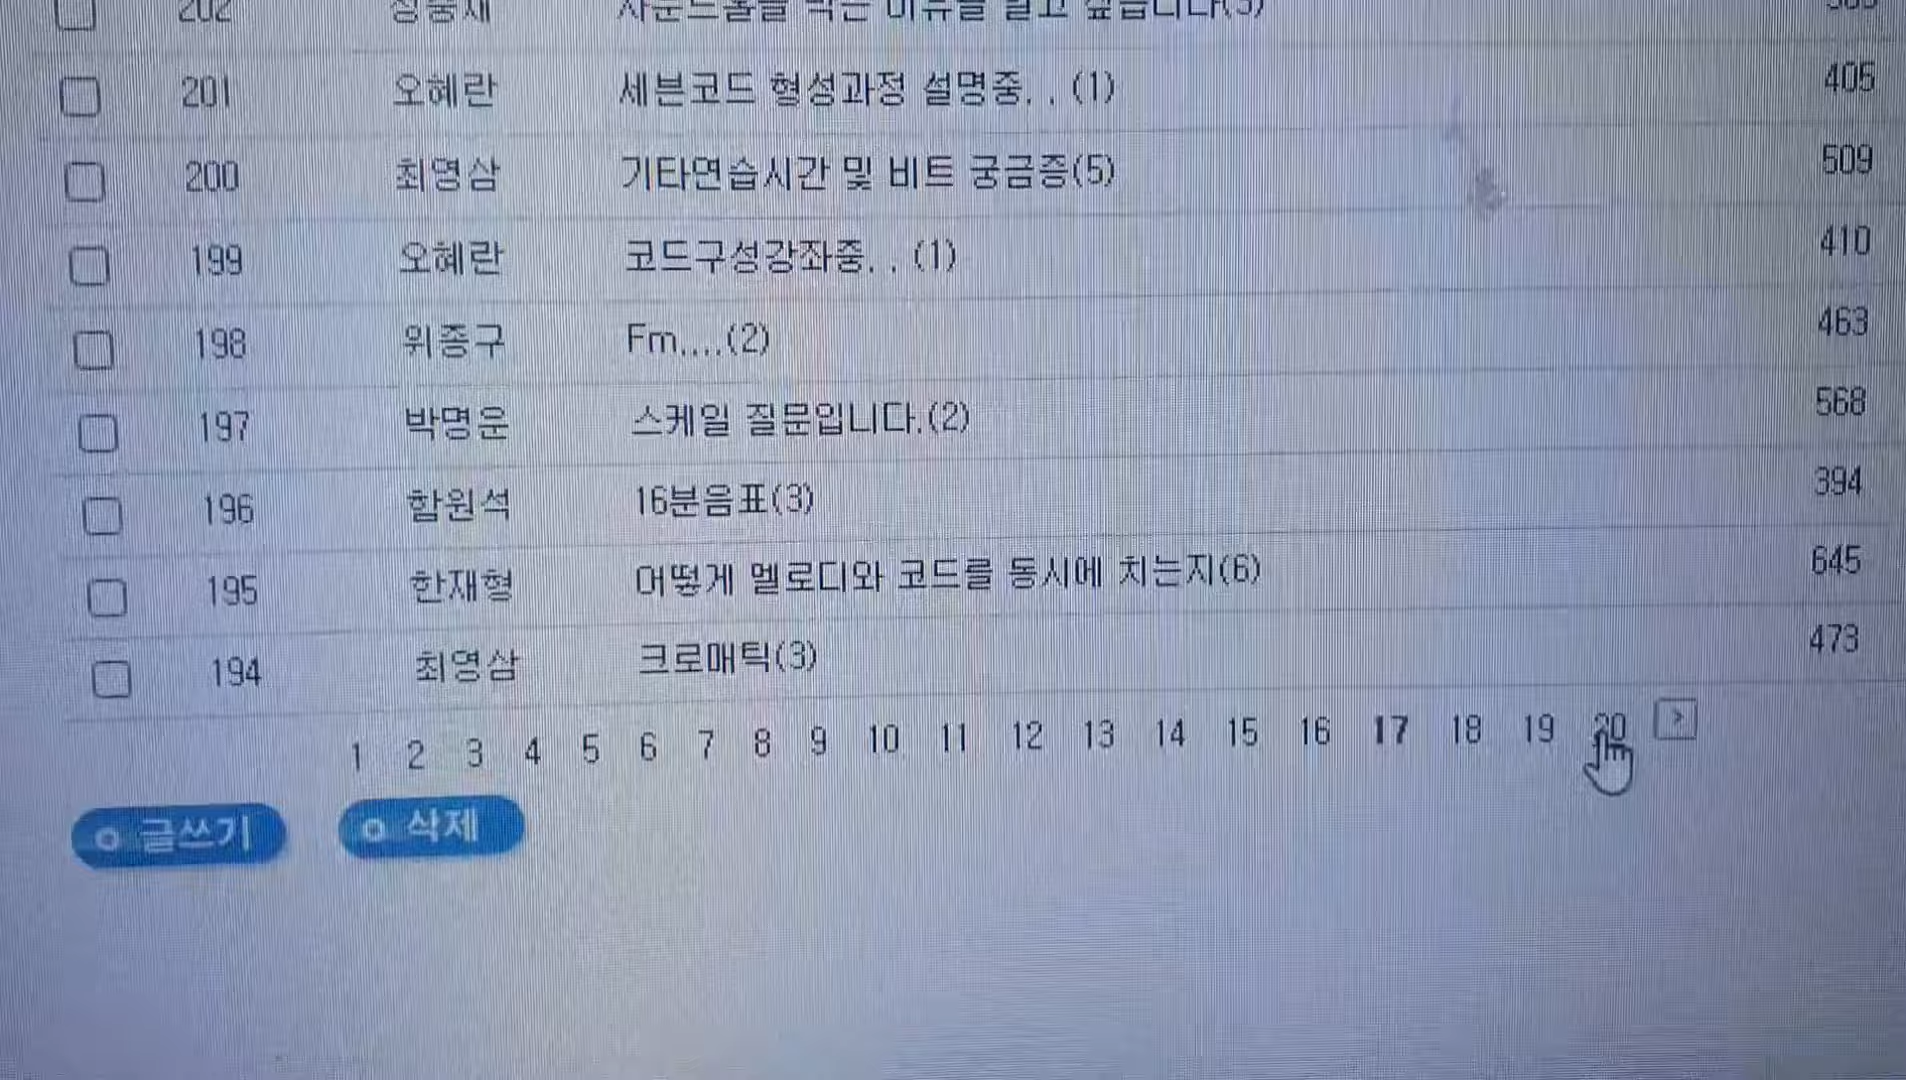 202
201 오혜란 세븐코드 형성과정 설명중. . (1) 405
200 최영삼 기타연습시간 및 비트 궁금증(5) 509
199 오혜란 코드구성강좌중. . (1) 410
198 위종구 Fm....(2) 463
197 박명운 스케일 질문입니다.(2) 568
196 함원석 16분음표(3) 394
195 한재형 어떻게 멜로디와 코드를 동시에 치는지(6) 645
194 최영삼 크로매틱(3) 473
1 2 3 4 5 6 7 8 9 10 11 12 13 14 15 16 17 18 19 20 >
글쓰기 삭제